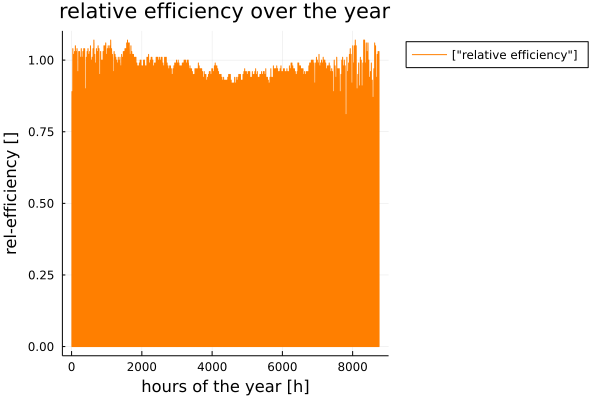 relative efficiency over the year
["relative efficiency"]
rel-efficiency []
1.00
0.75
0.50
0.25
0.00
0 2000 4000 6000 8000
hours of the year [h]